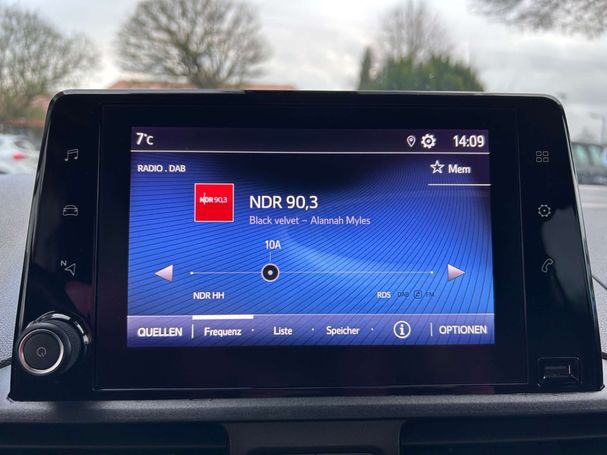 7°C 14:09
RADIO . DAB Mem
NDR 90,3 NDR 90,3
Black velvet – Alannah Myles
10A
NDR HH RDS DAB FM
QUELLEN Frequenz · Liste · Speicher · i OPTIONEN
N